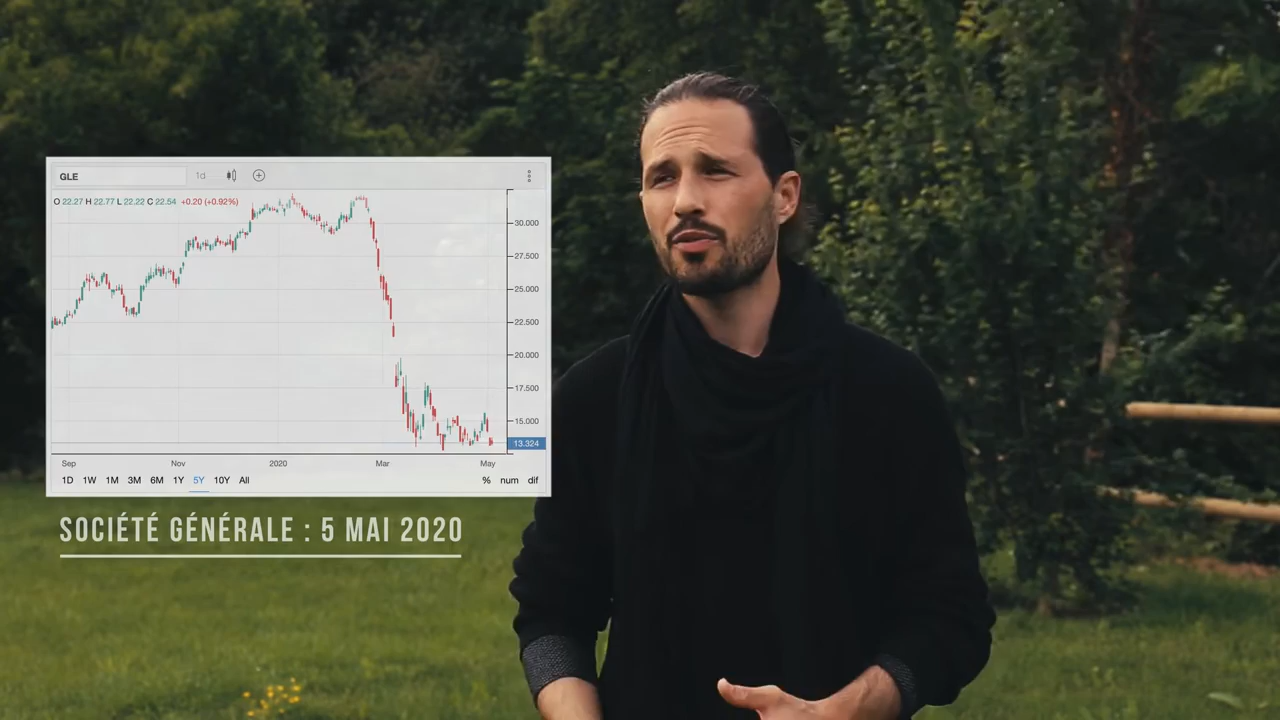 GLE 1d
O 22.27 H 22.77 L 22.22 C 22.54 +0.20 (+0.92%)
30.000
27.500
25.000
22.500
20.000
17.500
15.000
13.324
Sep Nov 2020 Mar May
1D 1W 1M 3M 6M 1Y 5Y 10Y All % num dif
SOCIÉTÉ GÉNÉRALE : 5 MAI 2020